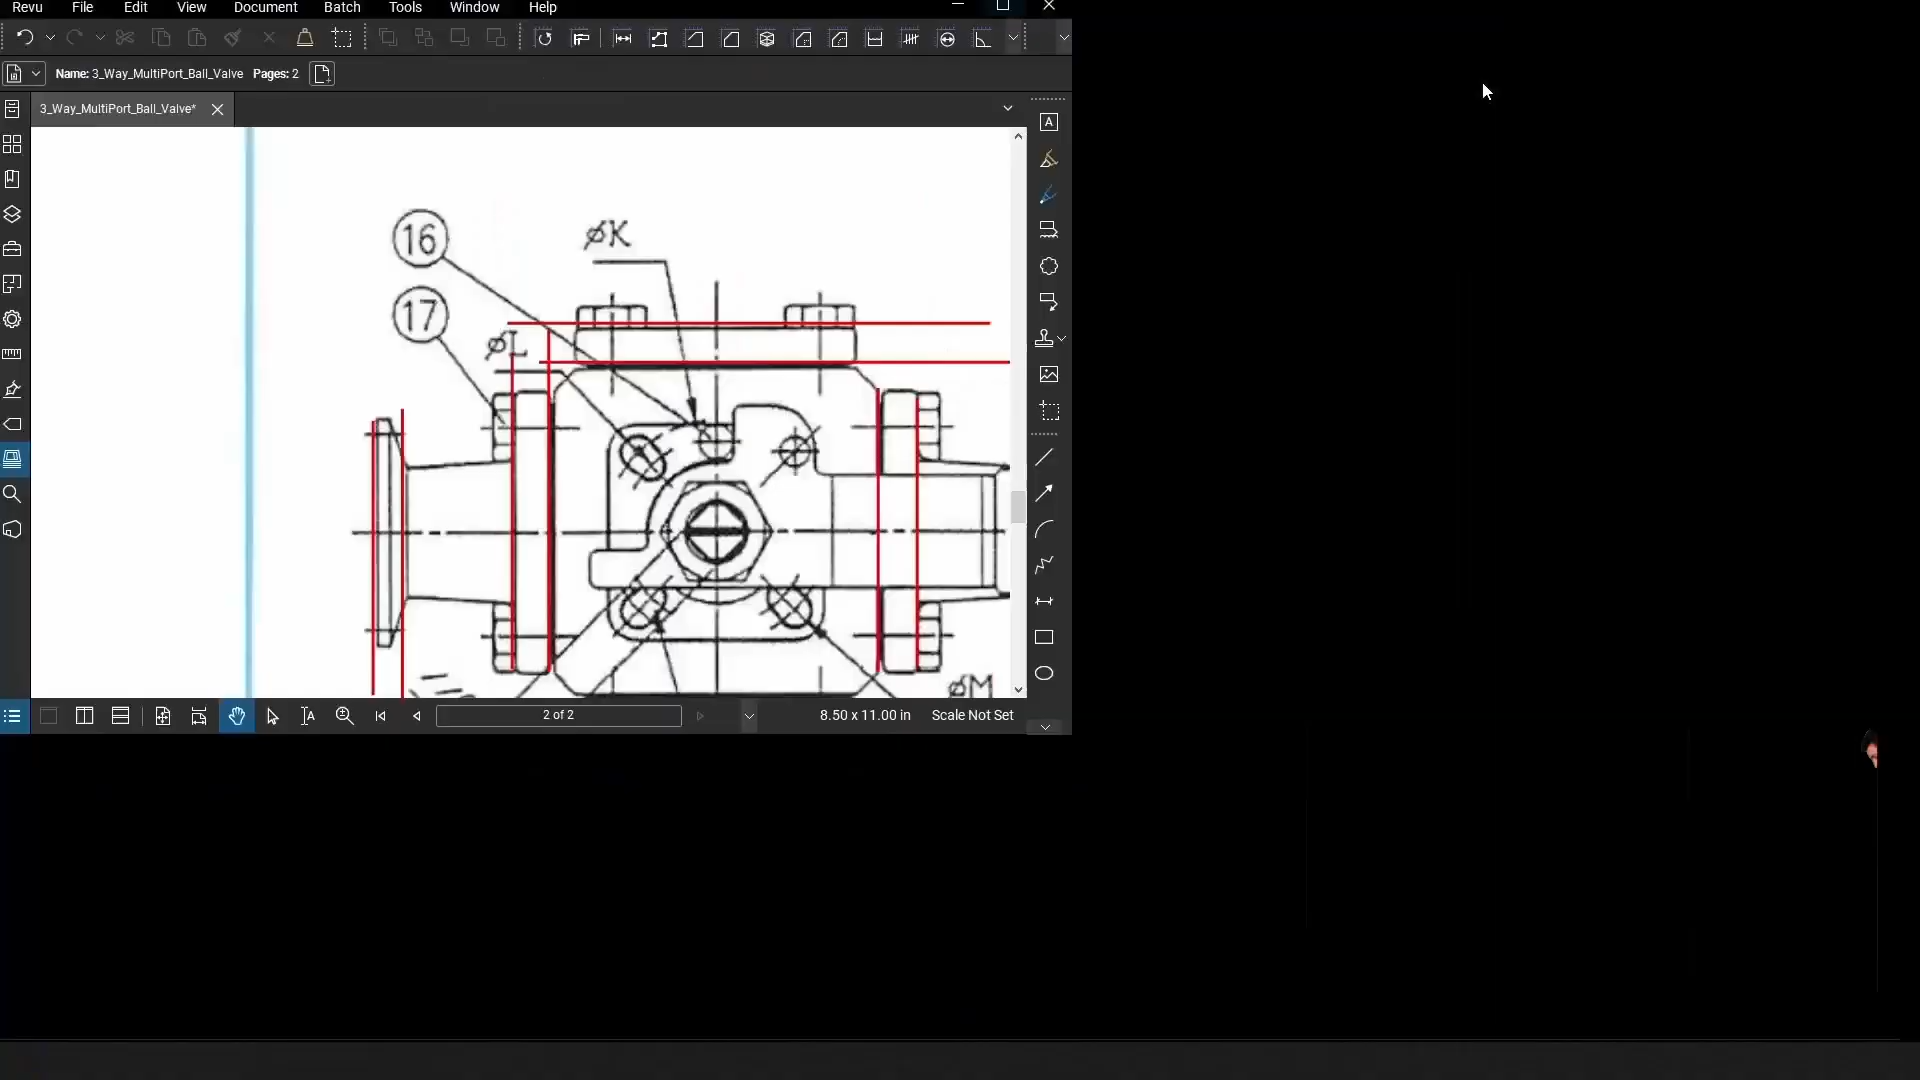 Revu File Edit View Document Batch Tools Window Help
Name: 3_Way_MultiPort_Ball_Valve Pages: 2
3_Way_MultiPort_Ball_Valve*
A
16
øK
17
øL
øM
A
2 of 2
8.50 x 11.00 in
Scale Not Set